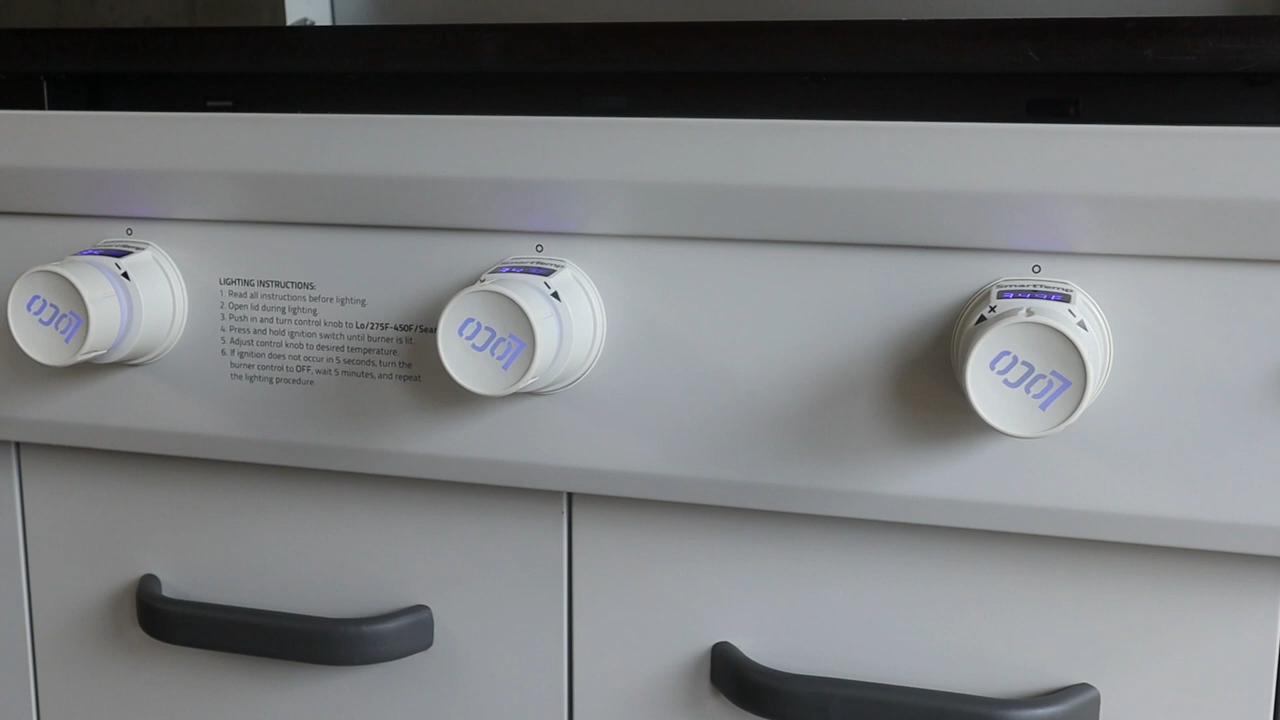 SmartTemp
LIGHTING INSTRUCTIONS:
1. Read all instructions before lighting.
2. Open lid during lighting.
3. Push in and turn control knob to Lo/275F-450F/Sear
4. Press and hold ignition switch until burner is lit.
5. Adjust control knob to desired temperature.
6. If ignition does not occur in 5 seconds, turn the
burner control to OFF, wait 5 minutes, and repeat
the lighting procedure.
LOCO
SmartTemp
LOCO
SmartTemp
349F
LOCO